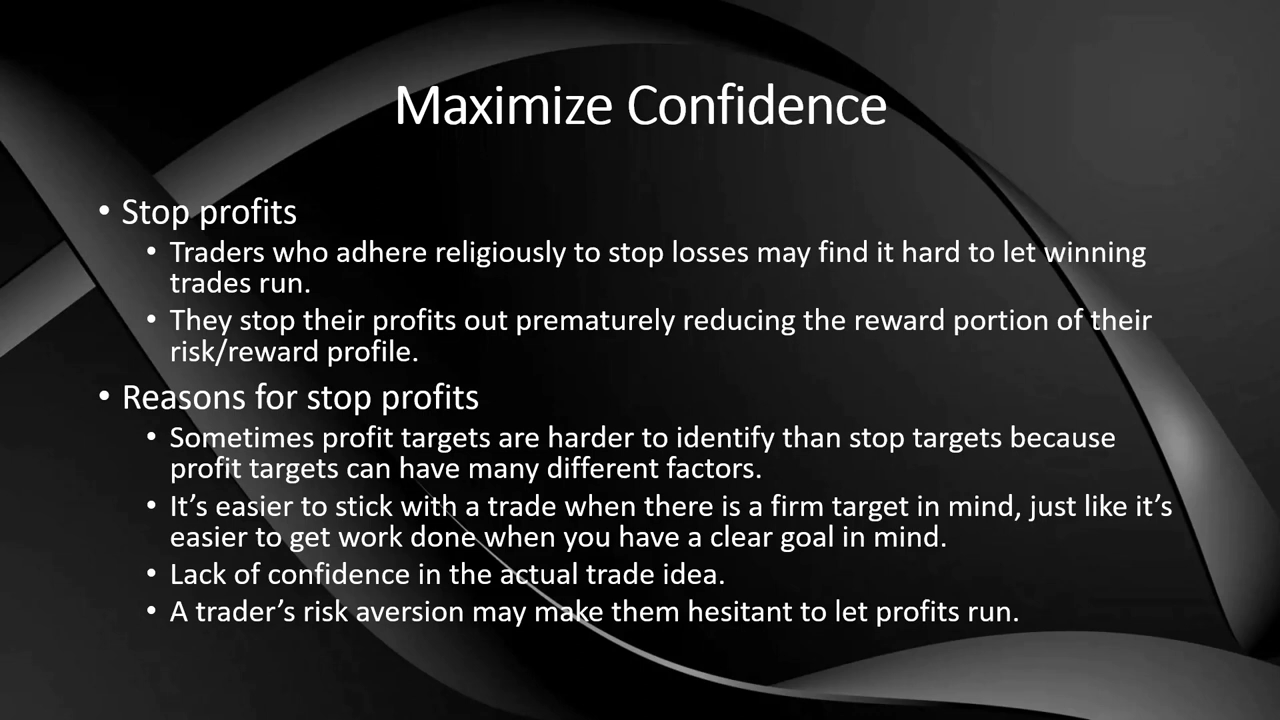 Maximize Confidence
• Stop profits
• Traders who adhere religiously to stop losses may find it hard to let winning
trades run.
• They stop their profits out prematurely reducing the reward portion of their
risk/reward profile.
• Reasons for stop profits
• Sometimes profit targets are harder to identify than stop targets because
profit targets can have many different factors.
• It’s easier to stick with a trade when there is a firm target in mind, just like it’s
easier to get work done when you have a clear goal in mind.
• Lack of confidence in the actual trade idea.
• A trader’s risk aversion may make them hesitant to let profits run.